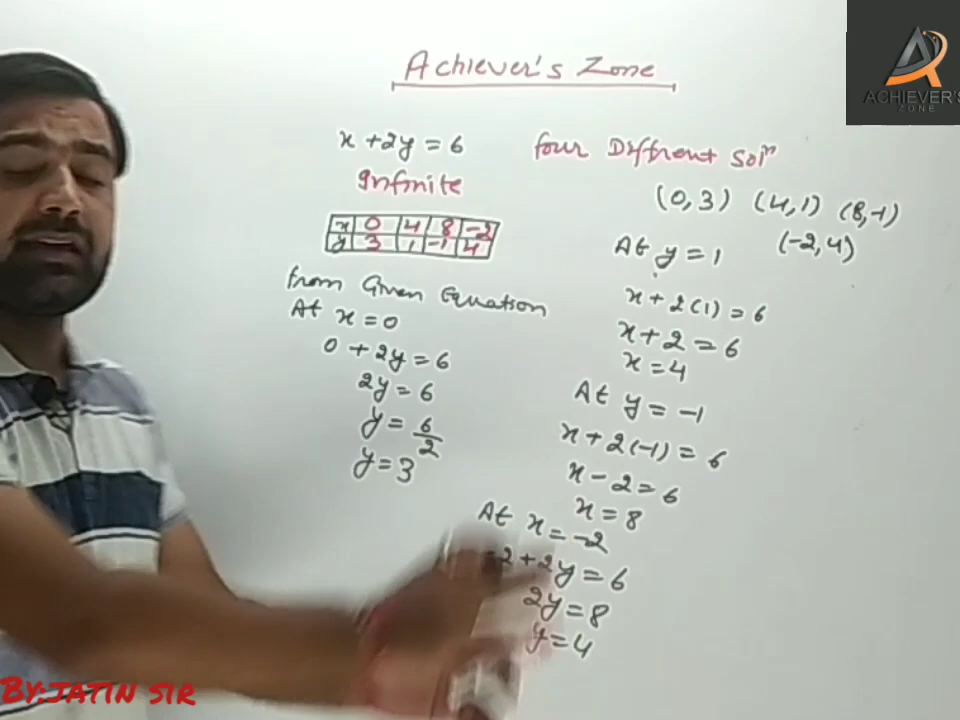 Achiever's Zone
ACHIEVER'S
ZONE
x + 2y = 6
Infinite
four Diffrent solⁿ
(0,3) (4,1) (8,-1)
(-2,4)
x 0 4 8 -2
y 3 1 -1 4
from Given Equation
At x = 0
0 + 2y = 6
2y = 6
y = 6/2
y = 3
At y = 1
x + 2(1) = 6
x + 2 = 6
x = 4
At y = -1
x + 2(-1) = 6
x - 2 = 6
x = 8
At x = -2
-2 + 2y = 6
2y = 8
y = 4
By:JATIN SIR